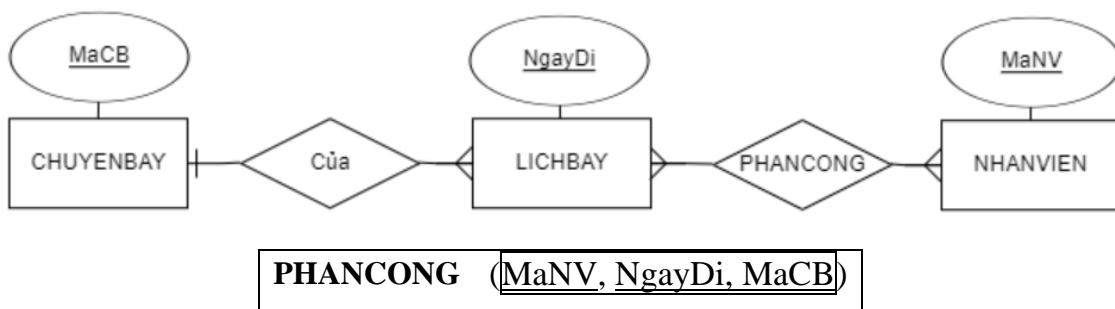 MaCB NgayDi MaNV
CHUYENBAY Của LICHBAY PHANCONG NHANVIEN
PHANCONG (MaNV, NgayDi, MaCB)